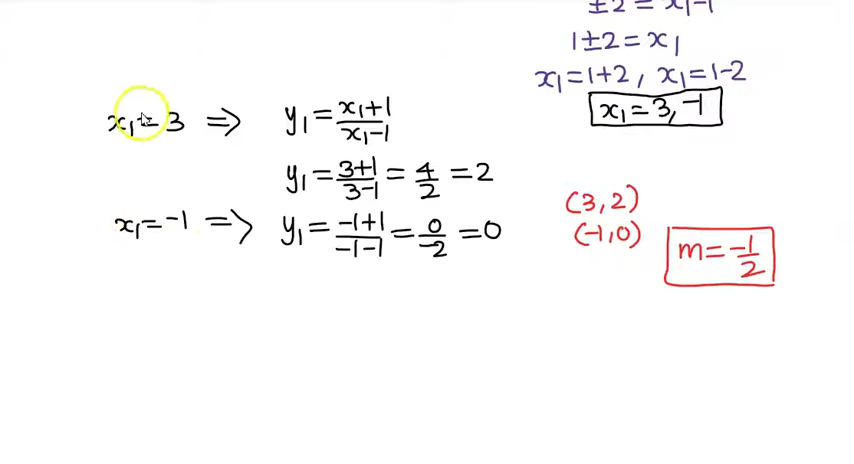 ±2 = x₁-1
1±2 = x₁
x₁ = 1+2 , x₁ = 1-2
x₁ = 3, -1
x₁ = 3 ⇒ y₁ = (x₁+1)/(x₁-1)
y₁ = (3+1)/(3-1) = 4/2 = 2
x₁ = -1 ⇒ y₁ = (-1+1)/(-1-1) = 0/-2 = 0
(3, 2)
(-1, 0)
m = -1/2